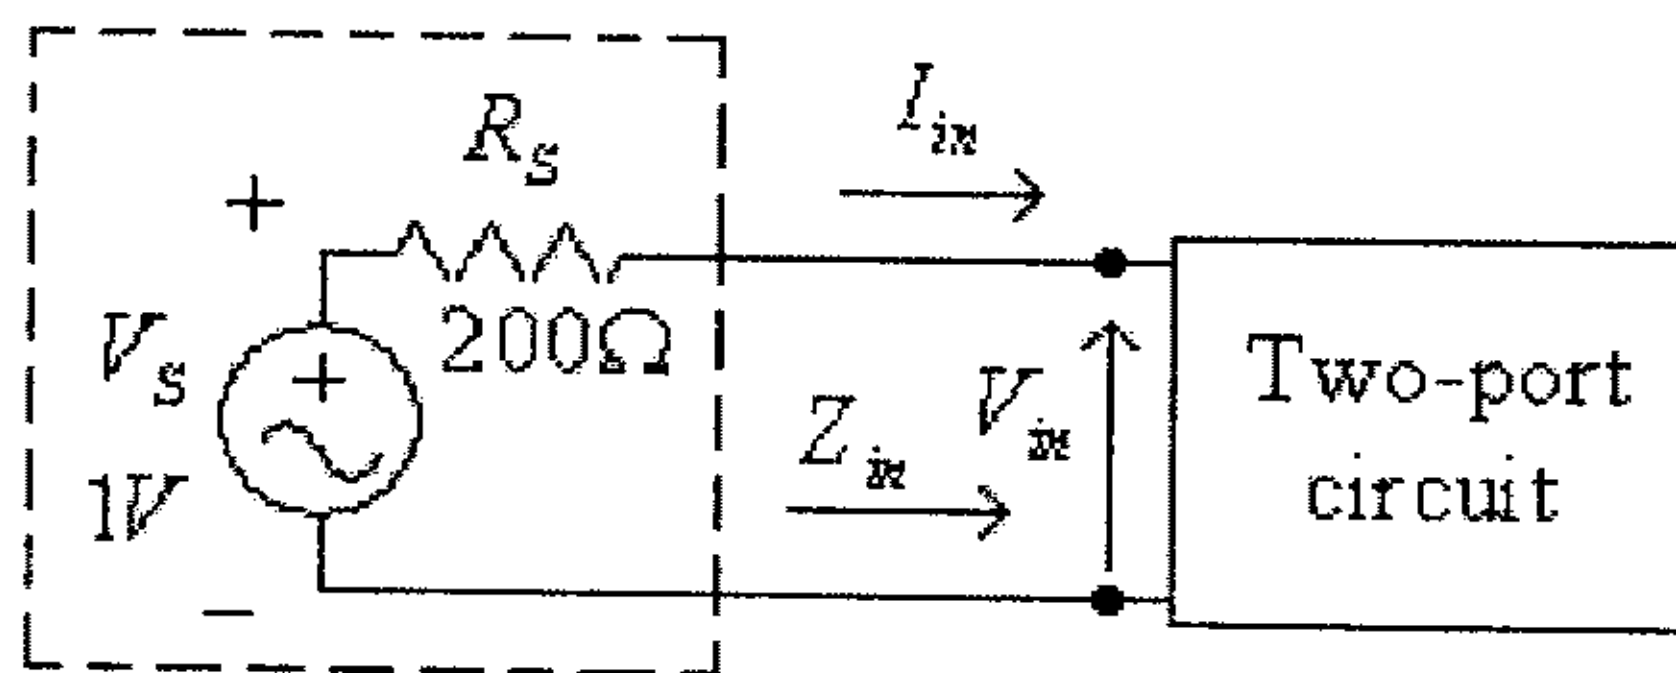 R_S
I_in
+
200Ω
V_S
+
1V
Z_in
V_in
Two-port
circuit
−